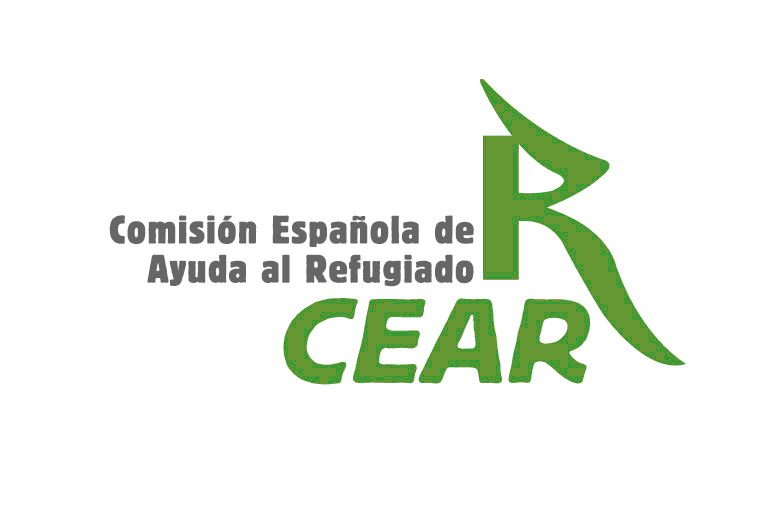 R
Comisión Española de
Ayuda al Refugiado
CEAR